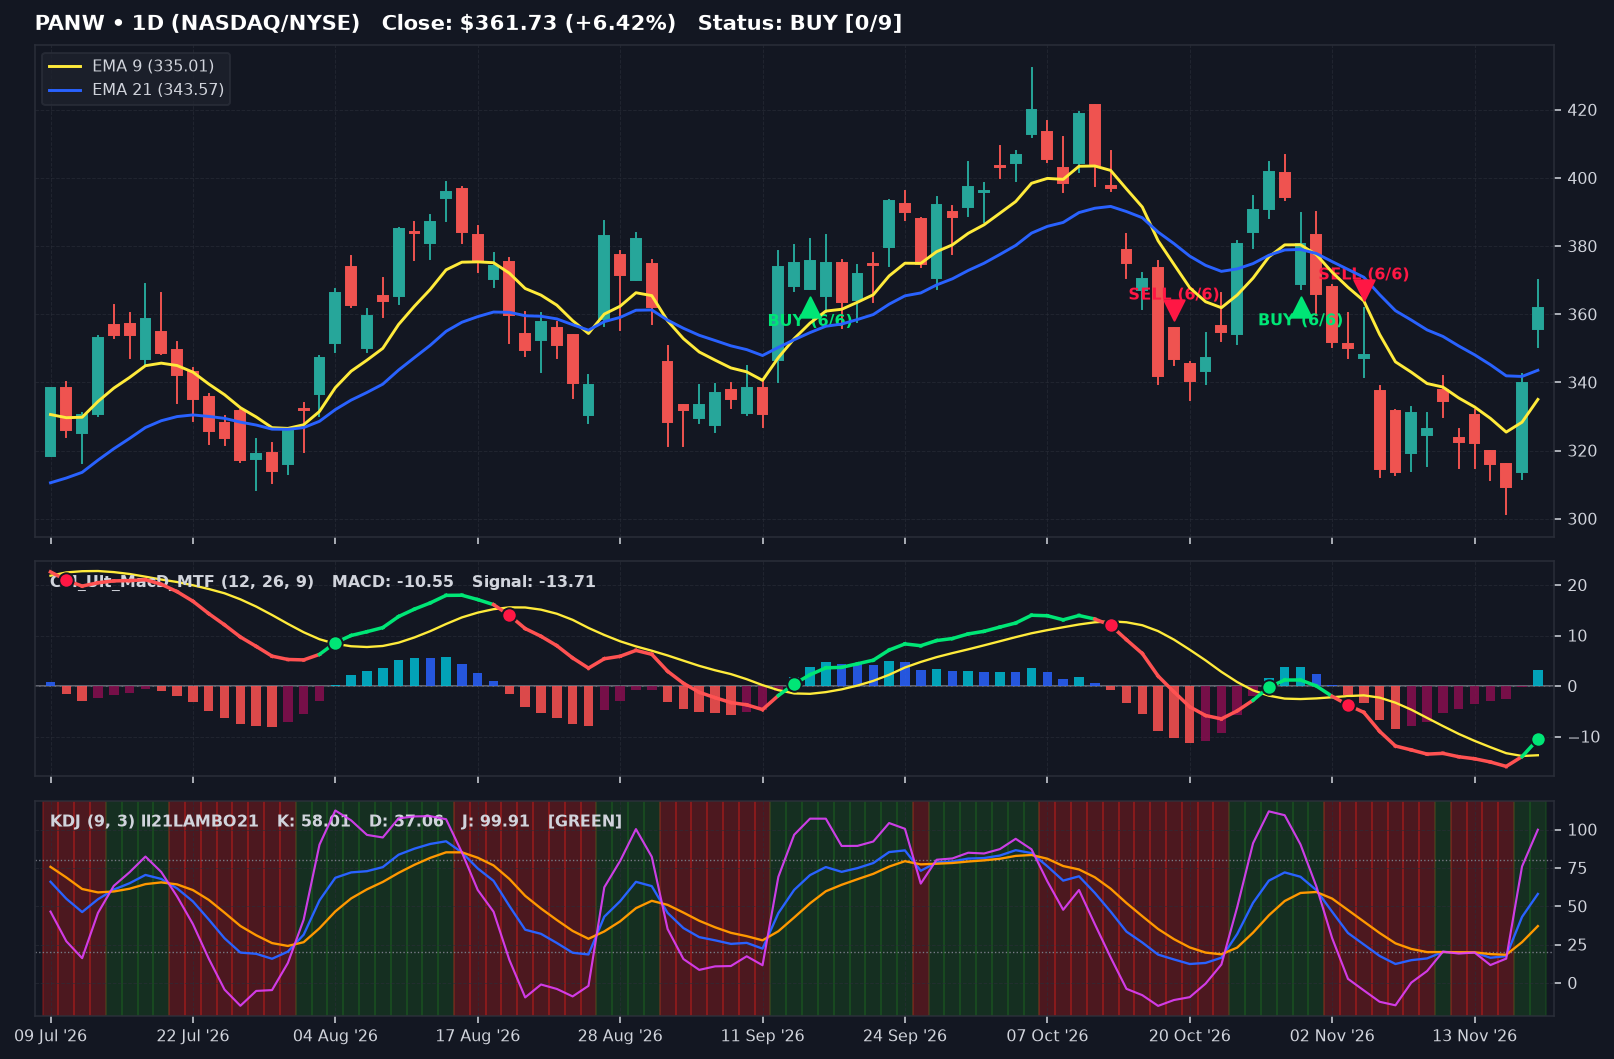 PANW • 1D (NASDAQ/NYSE)   Close: $361.73 (+6.42%)   Status: BUY [0/9]
EMA 9 (335.01)
EMA 21 (343.57)
420
400
380
360
340
320
300
BUY (6/6)
SELL (6/6)
BUY (6/6)
SELL (6/6)
_Ult_MacD_MTF (12, 26, 9)   MACD: -10.55   Signal: -13.71
20
10
0
−10
KDJ (9, 3) II21LAMBO21   K: 58.01   D: 37.06   J: 99.91   [GREEN]
100
75
50
25
0
09 Jul '26
22 Jul '26
04 Aug '26
17 Aug '26
28 Aug '26
11 Sep '26
24 Sep '26
07 Oct '26
20 Oct '26
02 Nov '26
13 Nov '26